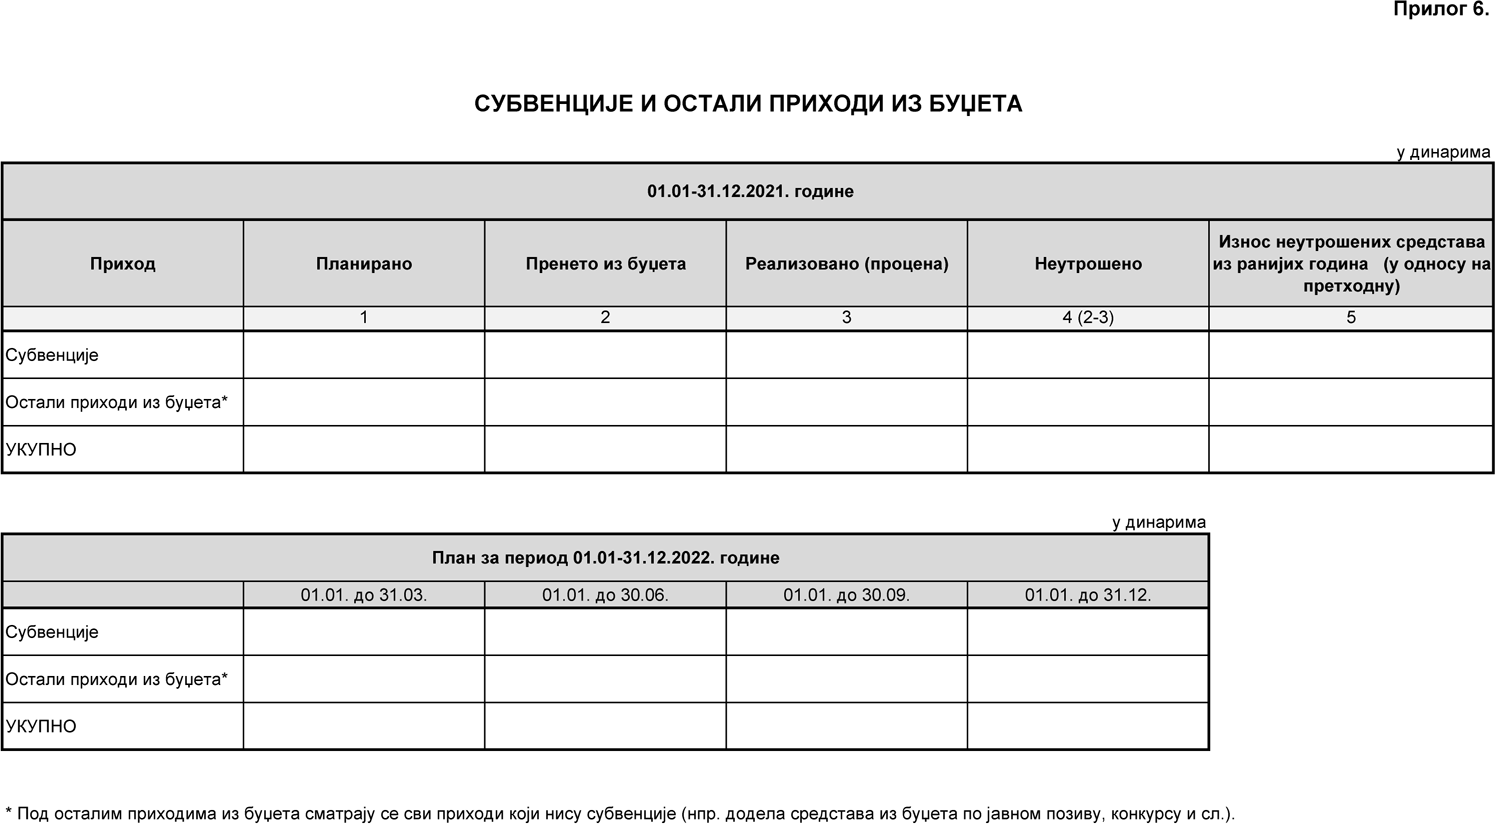 Прилог 6.
СУБВЕНЦИЈЕ И ОСТАЛИ ПРИХОДИ ИЗ БУЏЕТА
у динарима
01.01-31.12.2021. године
Приход Планирано Пренето из буџета Реализовано (процена) Неутрошено Износ неутрошених средстава
из ранијих година (у односу на
претходну)
1 2 3 4 (2-3) 5
Субвенције
Остали приходи из буџета*
УКУПНО
у динарима
План за период 01.01-31.12.2022. године
01.01. до 31.03. 01.01. до 30.06. 01.01. до 30.09. 01.01. до 31.12.
Субвенције
Остали приходи из буџета*
УКУПНО
* Под осталим приходима из буџета сматрају се сви приходи који нису субвенције (нпр. додела средстава из буџета по јавном позиву, конкурсу и сл.).